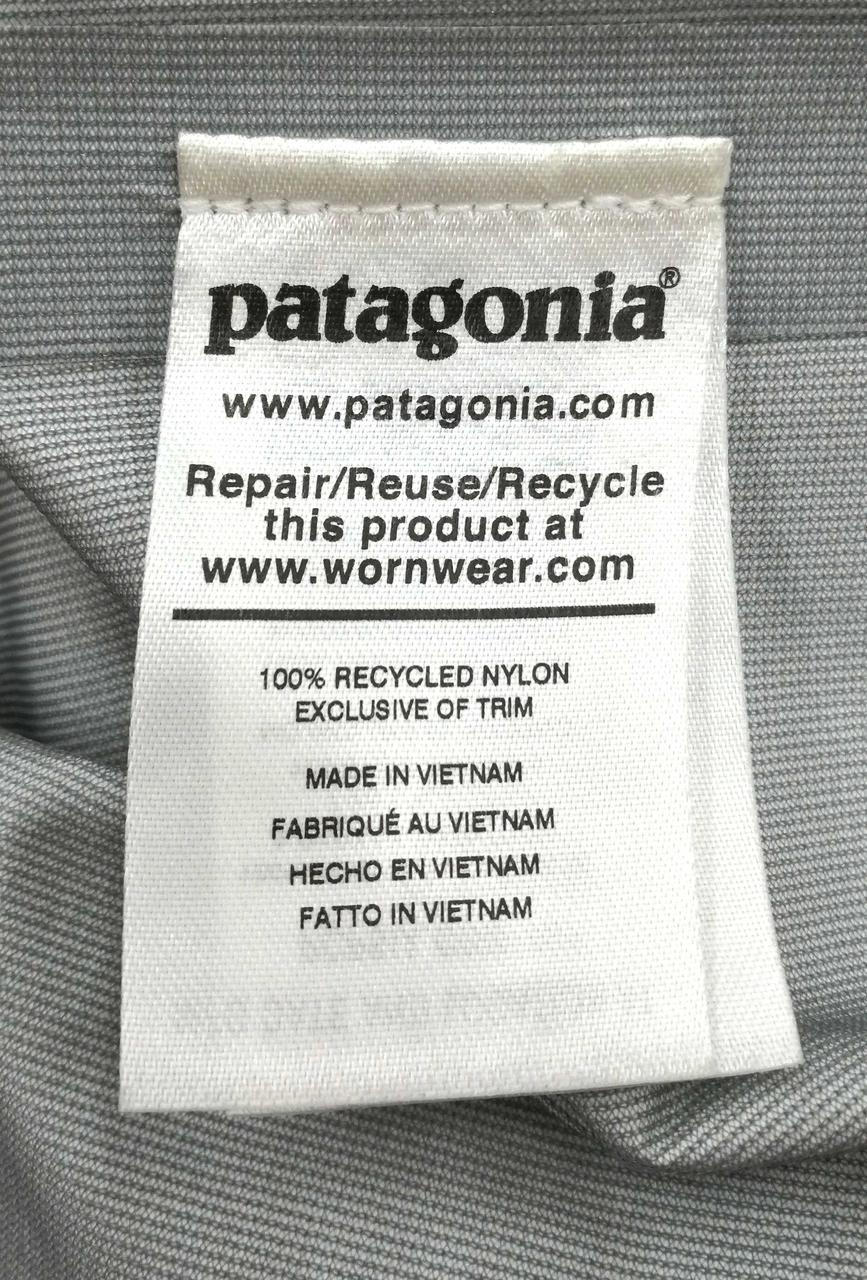 patagonia®
www.patagonia.com
Repair/Reuse/Recycle
this product at
www.wornwear.com
100% RECYCLED NYLON
EXCLUSIVE OF TRIM
MADE IN VIETNAM
FABRIQUÉ AU VIETNAM
HECHO EN VIETNAM
FATTO IN VIETNAM